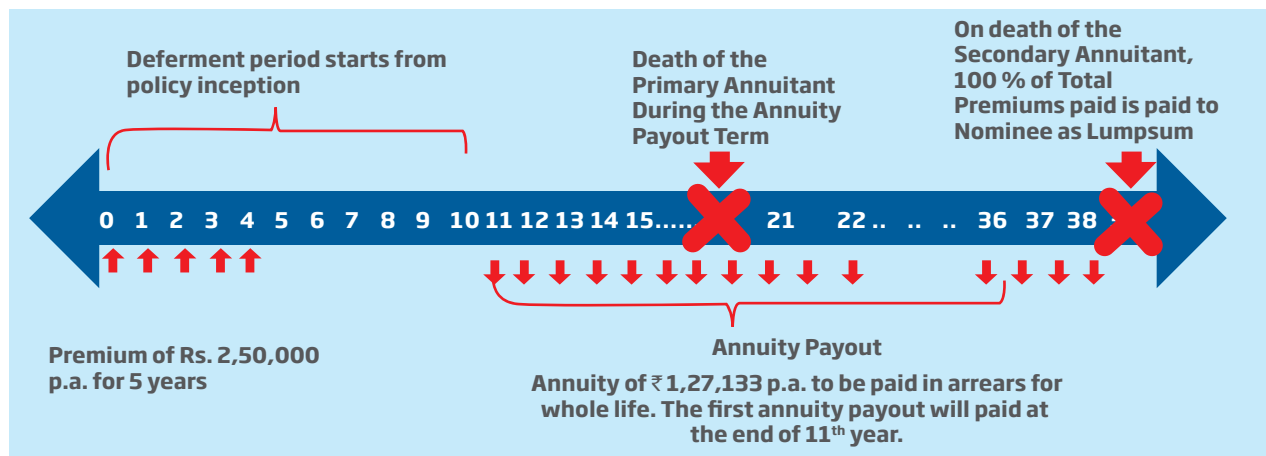 Deferment period starts from
policy inception
Death of the
Primary Annuitant
During the Annuity
Payout Term
On death of the
Secondary Annuitant,
100 % of Total
Premiums paid is paid to
Nominee as Lumpsum
0 1 2 3 4 5 6 7 8 9 10 11 12 13 14 15..... 21 22 .. .. .. 36 37 38
Premium of Rs. 2,50,000
p.a. for 5 years
Annuity Payout
Annuity of ₹ 1,27,133 p.a. to be paid in arrears for
whole life. The first annuity payout will paid at
the end of 11th year.